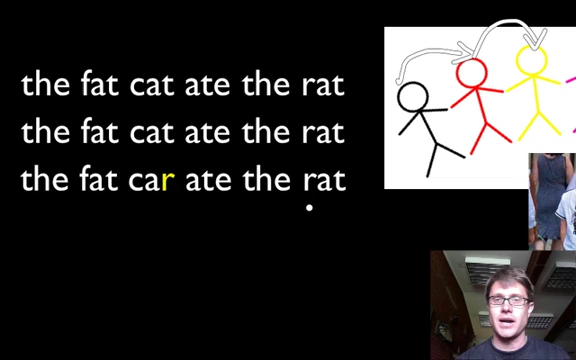 the fat cat ate the rat
the fat cat ate the rat
the fat car ate the rat